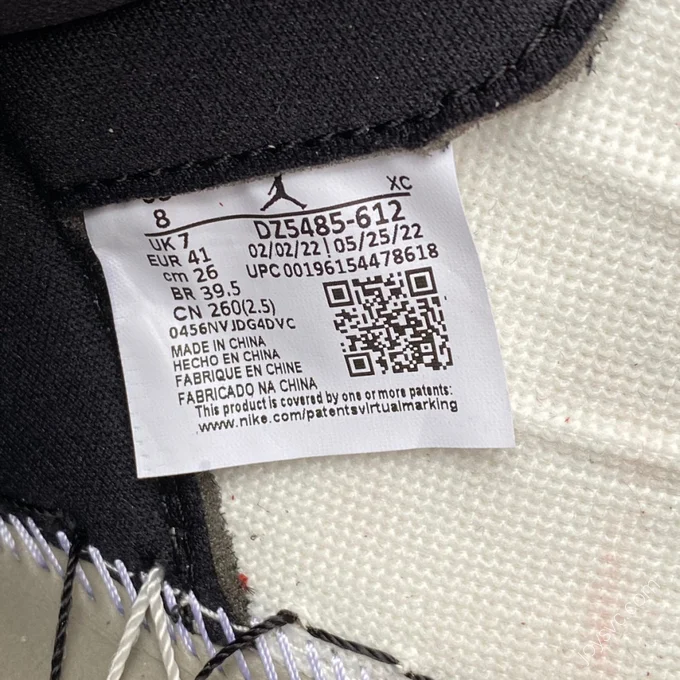 XC
8
DZ5485-612
UK 7
02/02/22 | 05/25/22
EUR 41
UPC 00196154478618
cm 26
BR 39.5
CN 260(2.5)
0456NVJDG4DVC
MADE IN CHINA
HECHO EN CHINA
FABRIQUE EN CHINE
FABRICADO NA CHINA
This product is covered by one or more patents:
www.nike.com/patentsvirtualmarking